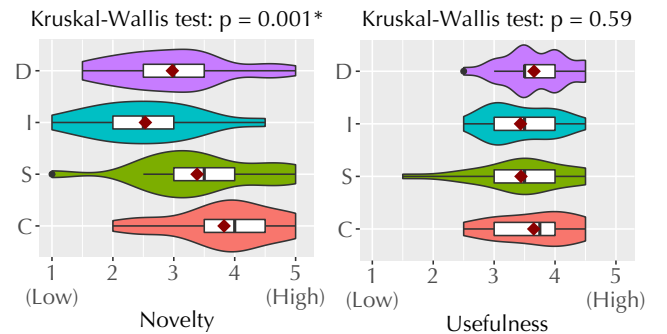 Kruskal-Wallis test: p = 0.001*
D
I
S
C
1 2 3 4 5
(Low) (High)
Novelty
Kruskal-Wallis test: p = 0.59
D
I
S
C
1 2 3 4 5
(Low) (High)
Usefulness